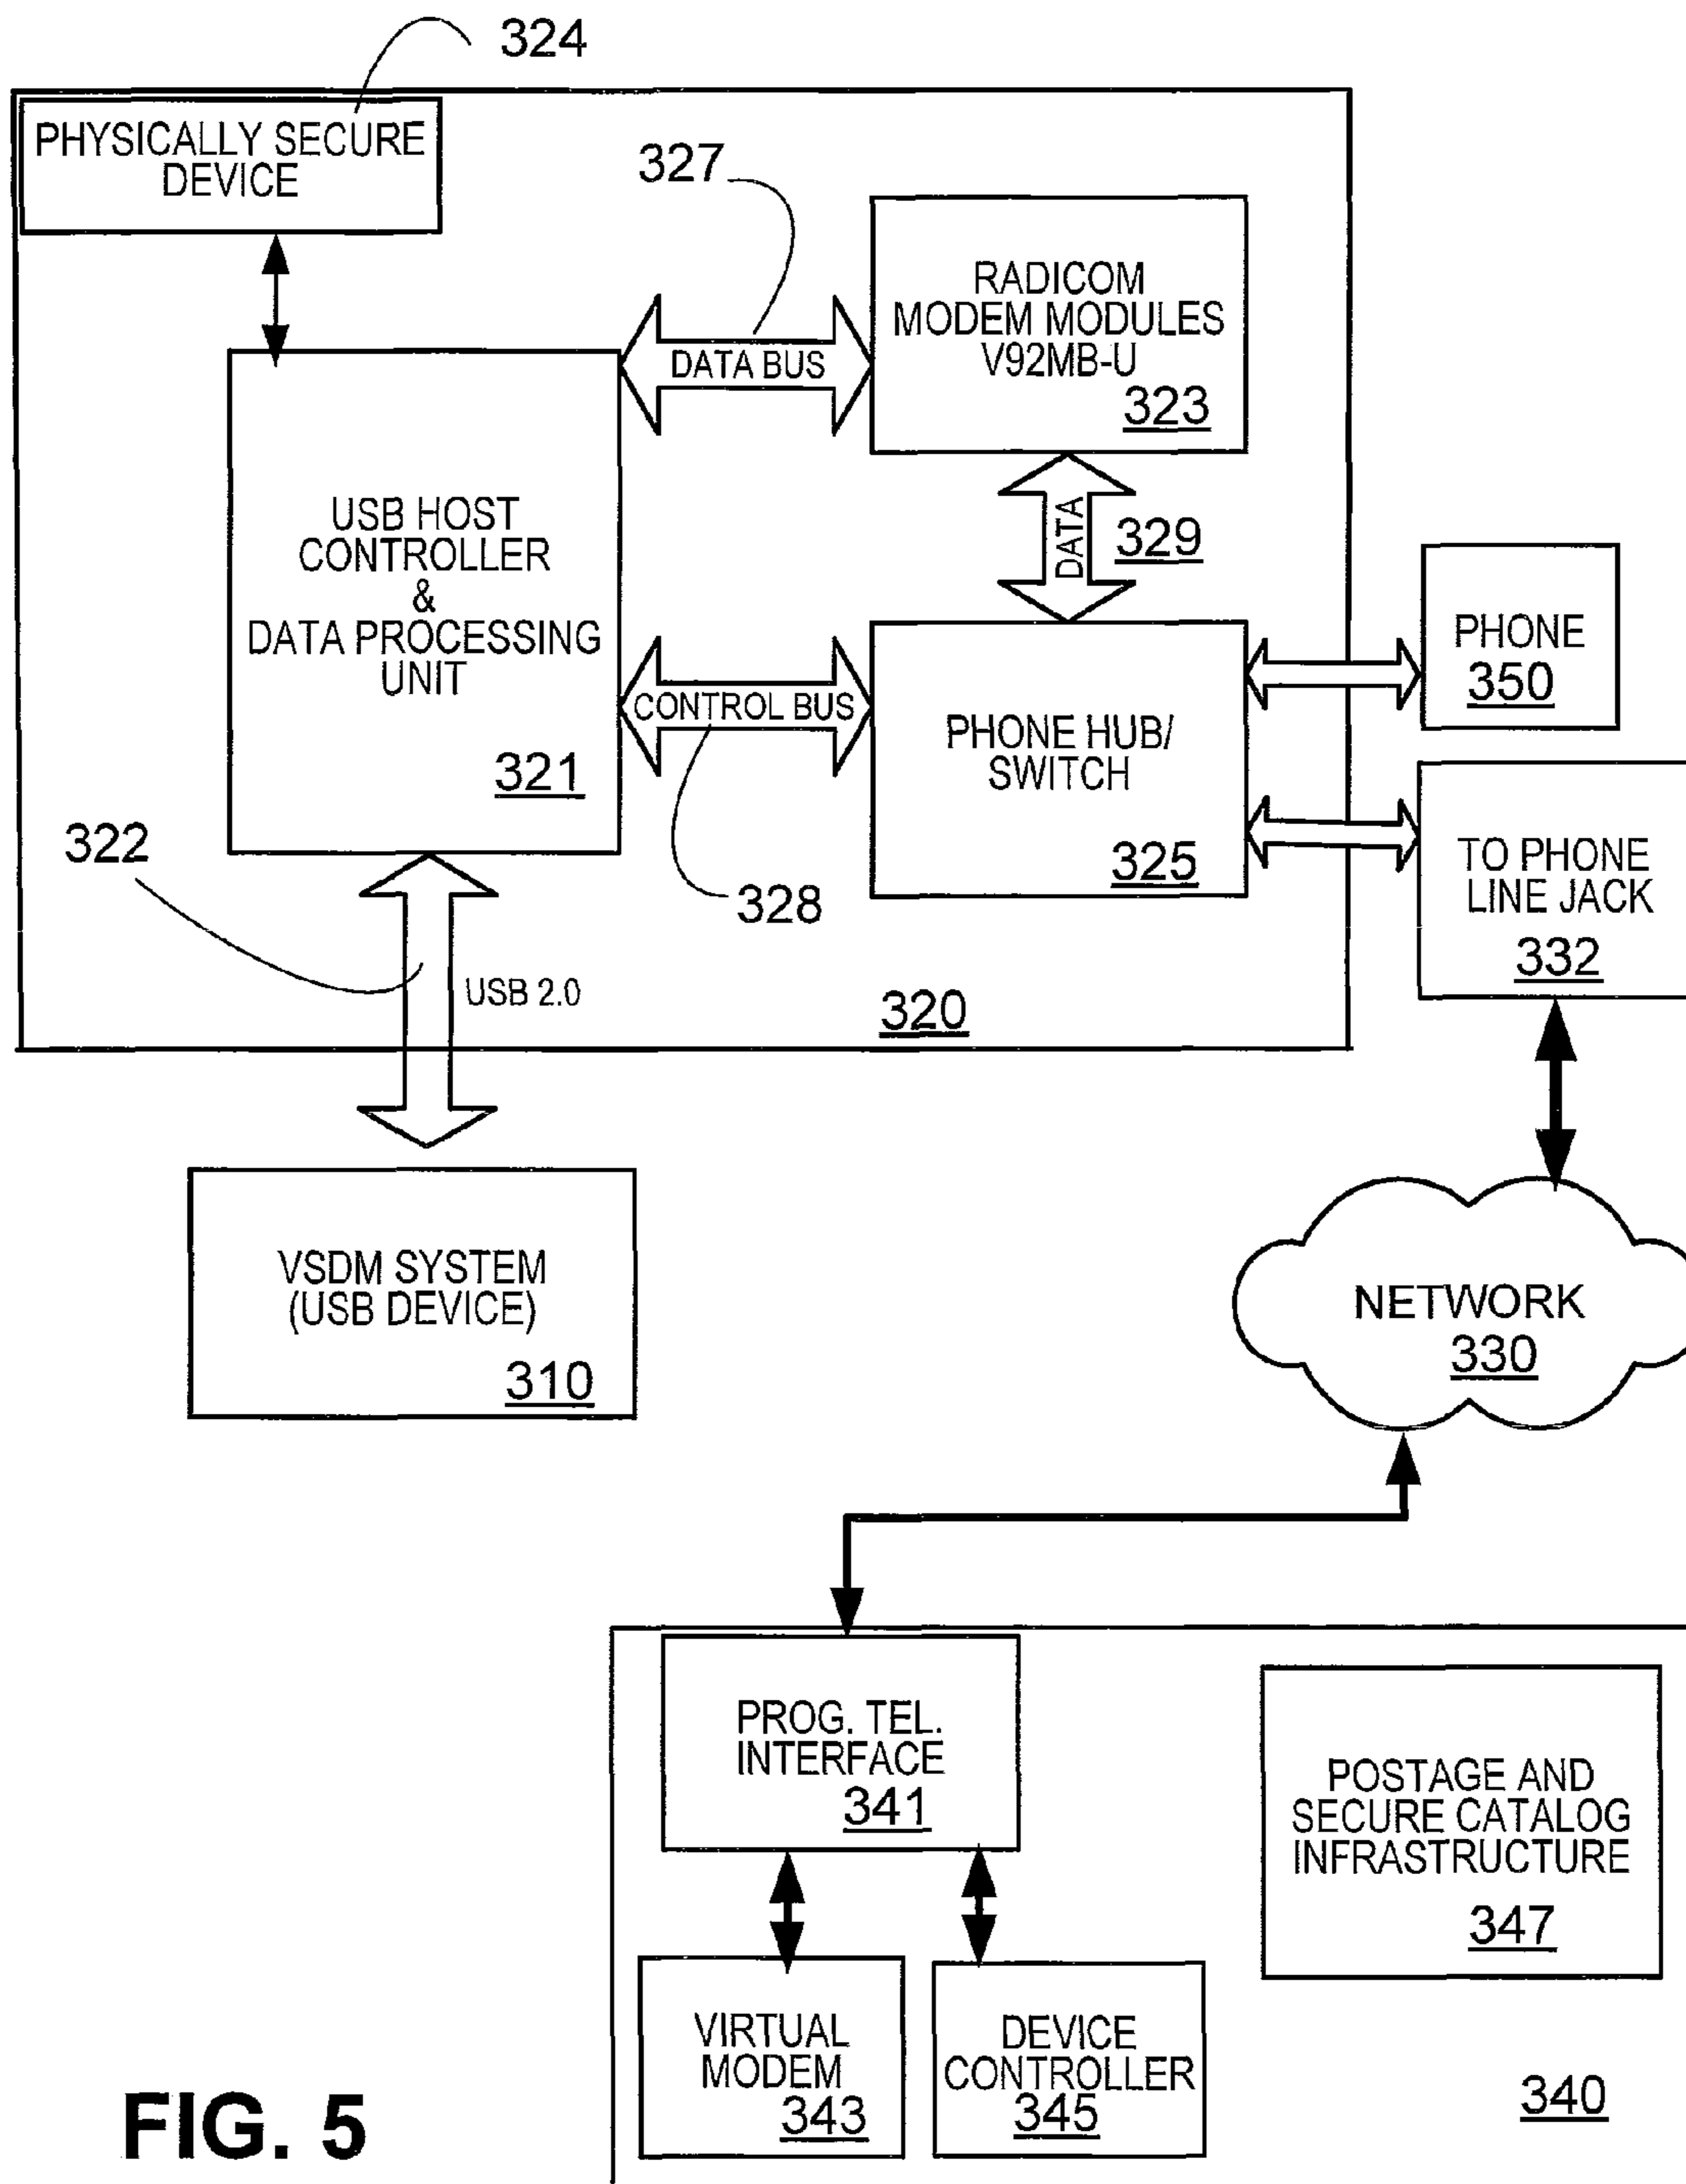 324
PHYSICALLY SECURE
DEVICE
327
RADICOM
MODEM MODULES
V92MB-U
323
DATA BUS
USB HOST
CONTROLLER
&
DATA PROCESSING
UNIT
321
DATA
329
PHONE
350
CONTROL BUS
PHONE HUB/
SWITCH
325
328
322
TO PHONE
LINE JACK
332
USB 2.0
320
VSDM SYSTEM
(USB DEVICE)
310
NETWORK
330
PROG. TEL.
INTERFACE
341
POSTAGE AND
SECURE CATALOG
INFRASTRUCTURE
347
VIRTUAL
MODEM
343
DEVICE
CONTROLLER
345
340
FIG. 5